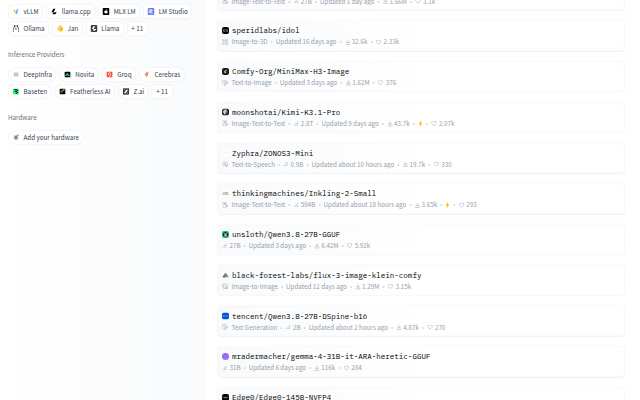 vLLM llama.cpp MLX LM LM Studio
Ollama Jan Llama + 11
Inference Providers
DeepInfra Novita Groq Cerebras
Baseten Featherless AI Z.ai + 11
Hardware
Add your hardware
speridlabs/idol
Image-to-3D • Updated 16 days ago • 32.6k • 2.33k
Comfy-Org/MiniMax-H3-Image
Text-to-Image • Updated 3 days ago • 1.62M • 376
moonshotai/Kimi-K3.1-Pro
Image-Text-to-Text • Updated 9 days ago • 43.7k • 2.07k
Zyphra/ZONOS3-Mini
Text-to-Speech • 0.9B • Updated about 10 hours ago • 19.7k • 330
thinkingmachines/Inkling-2-Small
Image-Text-to-Text • 594B • Updated about 18 hours ago • 3.65k • 293
unsloth/Qwen3.8-27B-GGUF
27B • Updated 3 days ago • 6.42M • 5.92k
black-forest-labs/flux-3-image-klein-comfy
Image-to-Image • Updated 12 days ago • 1.20M • 3.15k
tencent/Qwen3.8-27B-DSpine-b16
Text Generation • 2B • Updated about 2 hours ago • 4.87k • 270
mradermacher/gemma-4-31B-it-ARA-heretic-GGUF
31B • Updated 6 days ago • 116k • 264
Edge0/Edge0-145B-NVFP4